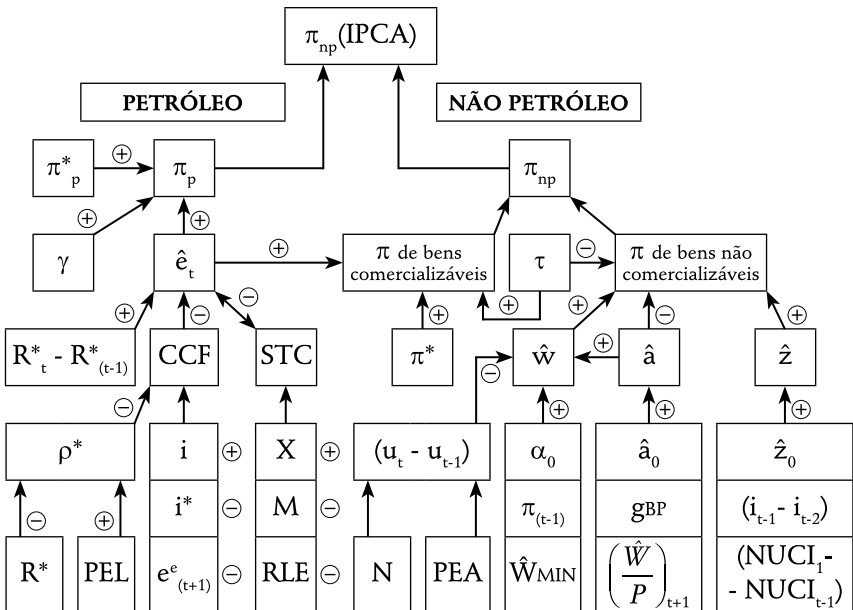 π_np(IPCA)
PETRÓLEO
NÃO PETRÓLEO
π*_p
⊕
π_p
π_np
⊕
⊕
γ
ê_t
⊕
π de bens
comercializáveis
τ
⊖
π de bens não
comercializáveis
⊕
⊖
⊖
⊕
⊕
⊕
⊖
⊕
R*_t - R*_(t-1)
CCF
STC
π*
⊖
ŵ
⊕
â
ẑ
⊖
⊕
⊕
⊕
ρ*
i
⊕
X
⊕
(u_t - u_t-1)
α_0
â_0
ẑ_0
⊖
⊕
i*
⊖
M
⊖
π_(t-1)
gBP
(i_t-1 - i_t-2)
R*
PEL
e^e_(t+1)
⊖
RLE
⊖
N
PEA
ŴMIN
(Ŵ/P)_t+1
(NUCI_1-
- NUCI_t-1)